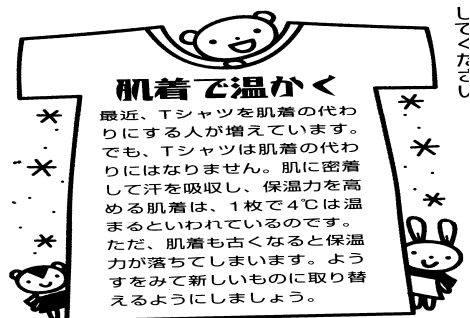 してください
肌着で温かく
最近、Tシャツを肌着の代わ
りにする人が増えています。
でも、Tシャツは肌着の代わ
りにはなりません。肌に密着
して汗を吸収し、保温力を高
める肌着は、1枚で4℃は温
まるといわれているのです。
ただ、肌着も古くなると保温
力が落ちてしまいます。よう
すをみて新しいものに取り替
えるようにしましょう。